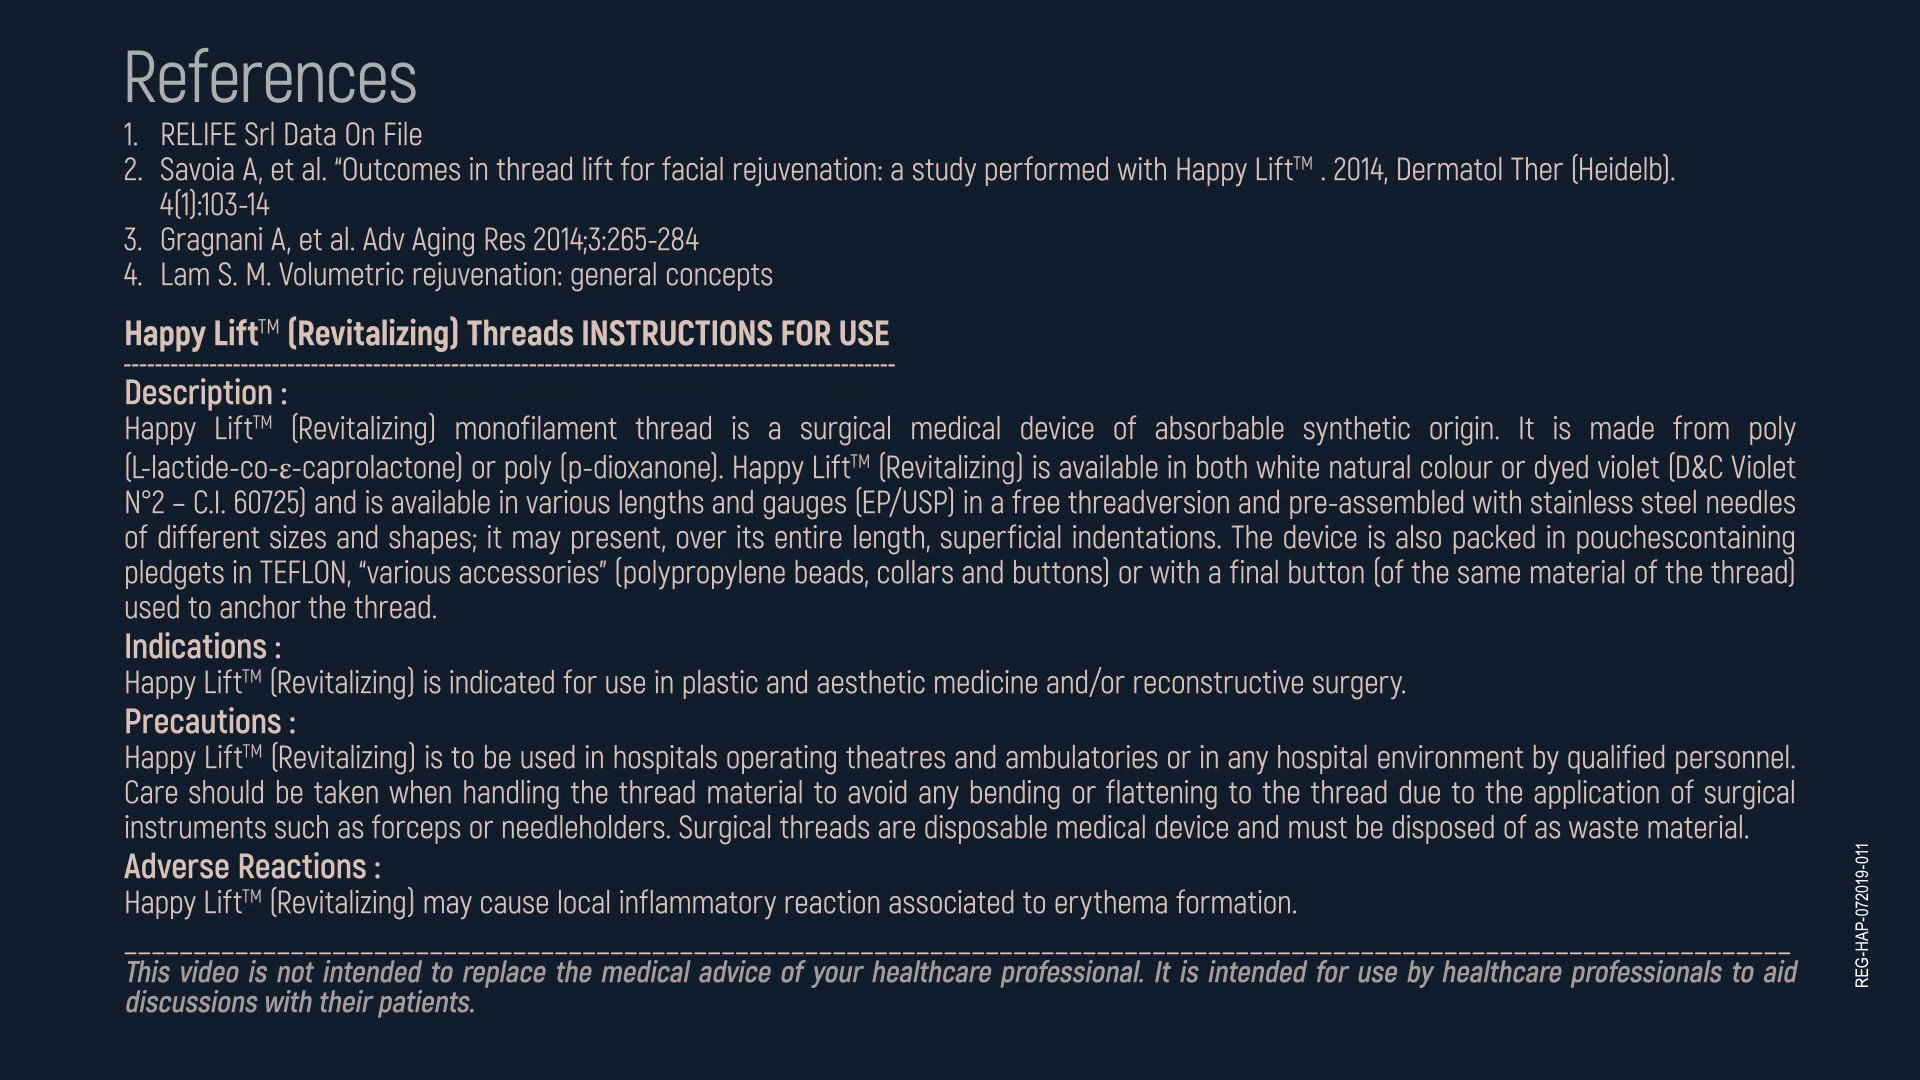 References
1. RELIFE Srl Data On File
2. Savoia A, et al. “Outcomes in thread lift for facial rejuvenation: a study performed with Happy Lift™ . 2014, Dermatol Ther (Heidelb).
4(1):103-14
3. Gragnani A, et al. Adv Aging Res 2014;3:265-284
4. Lam S. M. Volumetric rejuvenation: general concepts
Happy Lift™ (Revitalizing) Threads INSTRUCTIONS FOR USE
Description :
Happy Lift™ (Revitalizing) monofilament thread is a surgical medical device of absorbable synthetic origin. It is made from poly
(L-lactide-co-ε-caprolactone) or poly (p-dioxanone). Happy Lift™ (Revitalizing) is available in both white natural colour or dyed violet (D&C Violet
N°2 – C.I. 60725) and is available in various lengths and gauges (EP/USP) in a free threadversion and pre-assembled with stainless steel needles
of different sizes and shapes; it may present, over its entire length, superficial indentations. The device is also packed in pouchescontaining
pledgets in TEFLON, “various accessories” (polypropylene beads, collars and buttons) or with a final button (of the same material of the thread)
used to anchor the thread.
Indications :
Happy Lift™ (Revitalizing) is indicated for use in plastic and aesthetic medicine and/or reconstructive surgery.
Precautions :
Happy Lift™ (Revitalizing) is to be used in hospitals operating theatres and ambulatories or in any hospital environment by qualified personnel.
Care should be taken when handling the thread material to avoid any bending or flattening to the thread due to the application of surgical
instruments such as forceps or needleholders. Surgical threads are disposable medical device and must be disposed of as waste material.
Adverse Reactions :
Happy Lift™ (Revitalizing) may cause local inflammatory reaction associated to erythema formation.
This video is not intended to replace the medical advice of your healthcare professional. It is intended for use by healthcare professionals to aid
discussions with their patients.
REG-HAP-072019-011